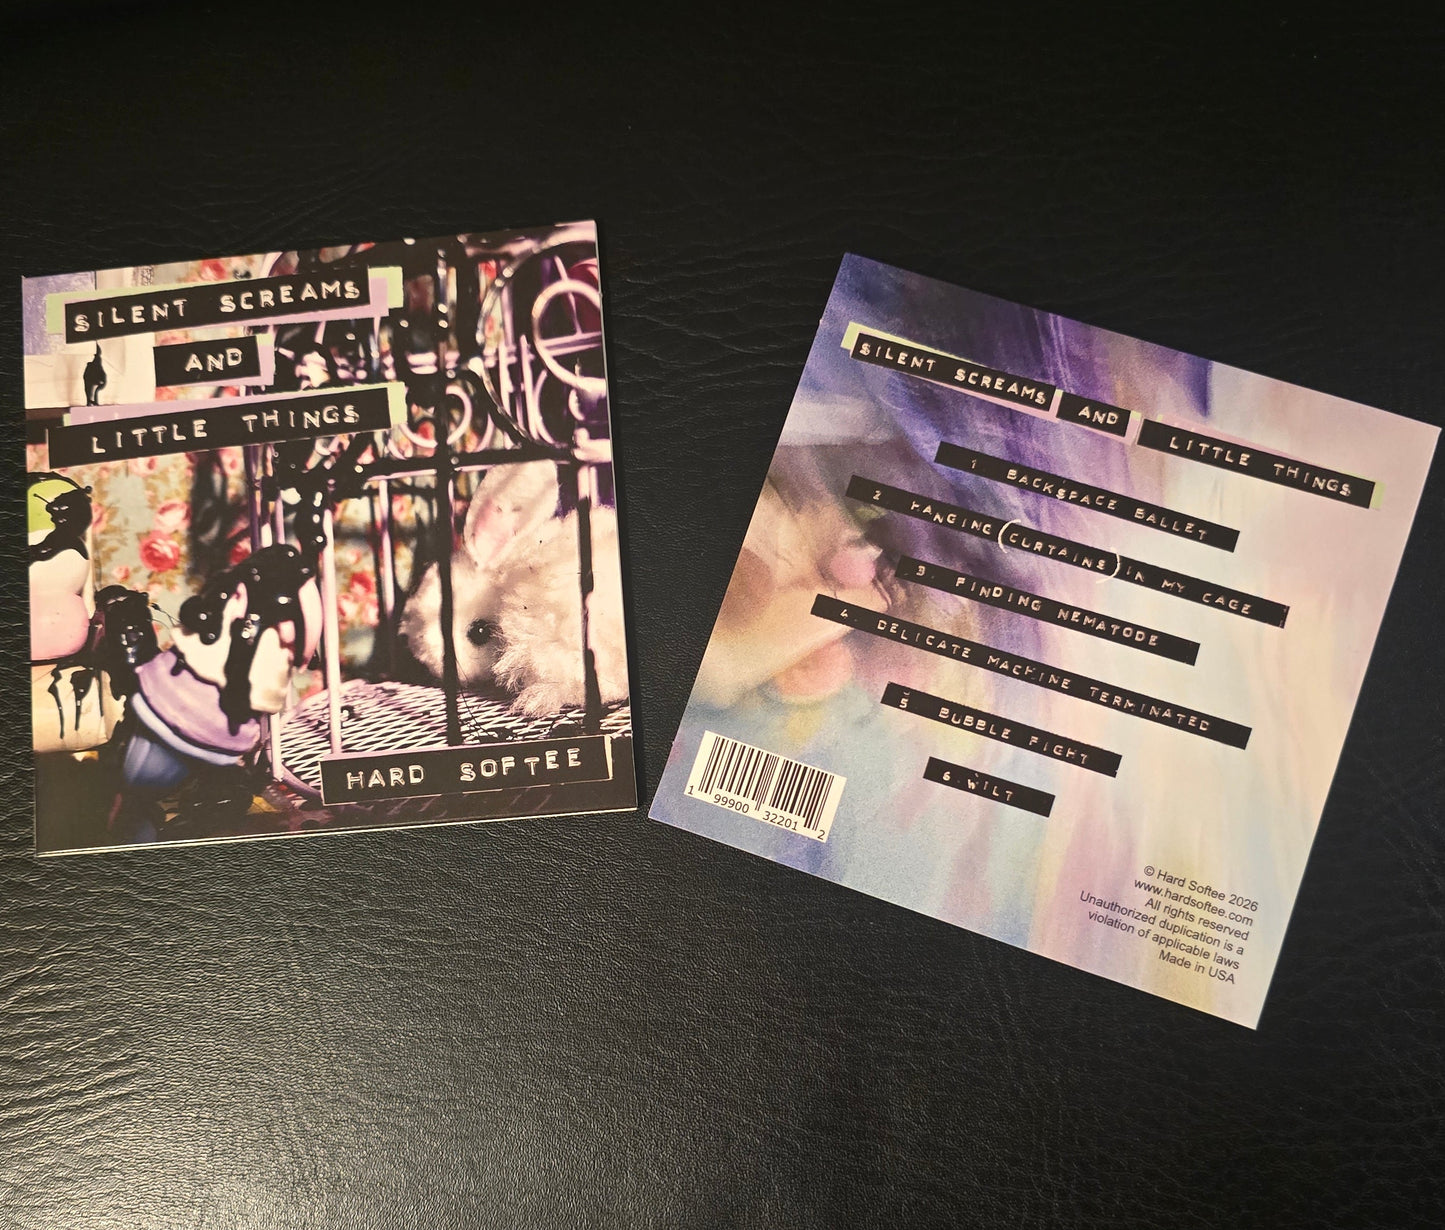 SILENT SCREAMS
AND
LITTLE THINGS
HARD SOFTEE
SILENT SCREAMS AND LITTLE THINGS
1. BACKSPACE BALLET
2 HANGING (CURTAINS) IN MY CAGE
3. FINDING NEMATODE
4. DELICATE MACHINE TERMINATED
5 BUBBLE FIGHT
6. WILT
1 99900 32201 2
© Hard Softee 2026
www.hardsoftee.com
All rights reserved
Unauthorized duplication is a
violation of applicable laws
Made in USA